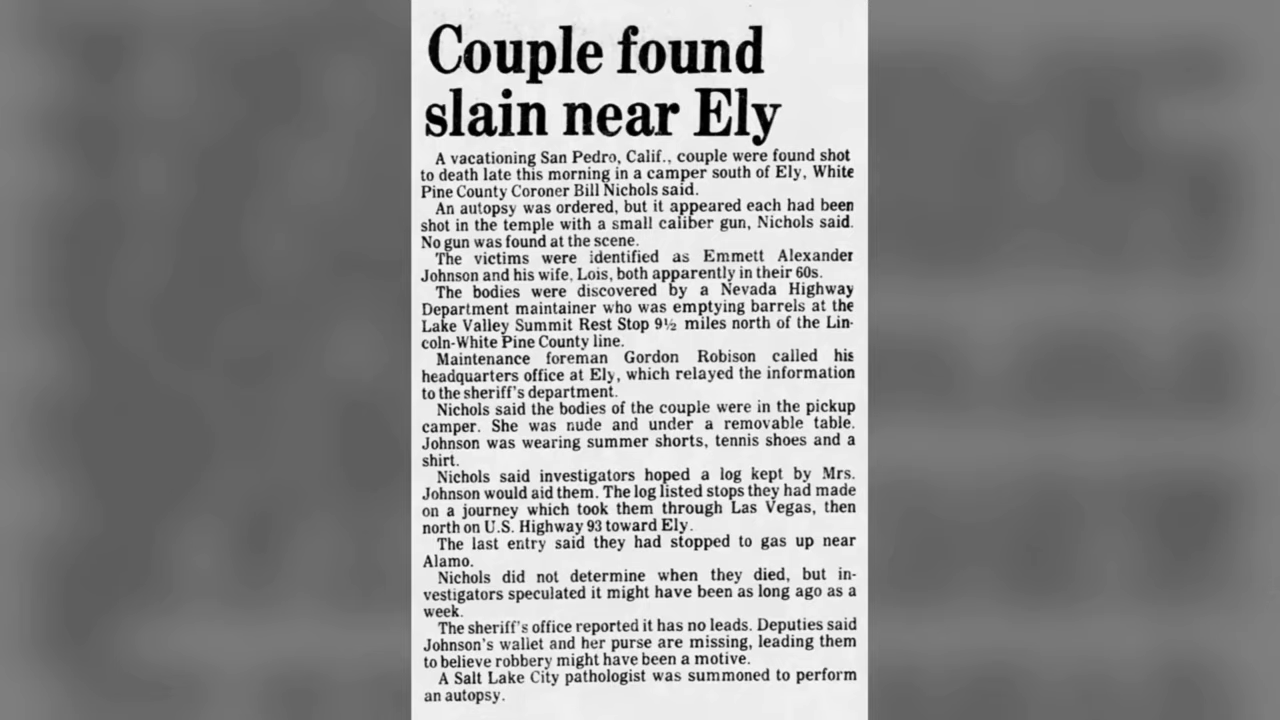 Couple found
slain near Ely
A vacationing San Pedro, Calif., couple were found shot
to death late this morning in a camper south of Ely, White
Pine County Coroner Bill Nichols said.
An autopsy was ordered, but it appeared each had been
shot in the temple with a small caliber gun, Nichols said.
No gun was found at the scene.
The victims were identified as Emmett Alexander
Johnson and his wife, Lois, both apparently in their 60s.
The bodies were discovered by a Nevada Highway
Department maintainer who was emptying barrels at the
Lake Valley Summit Rest Stop 9½ miles north of the Lin-
coln-White Pine County line.
Maintenance foreman Gordon Robison called his
headquarters office at Ely, which relayed the information
to the sheriff's department.
Nichols said the bodies of the couple were in the pickup
camper. She was nude and under a removable table.
Johnson was wearing summer shorts, tennis shoes and a
shirt.
Nichols said investigators hoped a log kept by Mrs.
Johnson would aid them. The log listed stops they had made
on a journey which took them through Las Vegas, then
north on U.S. Highway 93 toward Ely.
The last entry said they had stopped to gas up near
Alamo.
Nichols did not determine when they died, but in-
vestigators speculated it might have been as long ago as a
week.
The sheriff's office reported it has no leads. Deputies said
Johnson's wallet and her purse are missing, leading them
to believe robbery might have been a motive.
A Salt Lake City pathologist was summoned to perform
an autopsy.